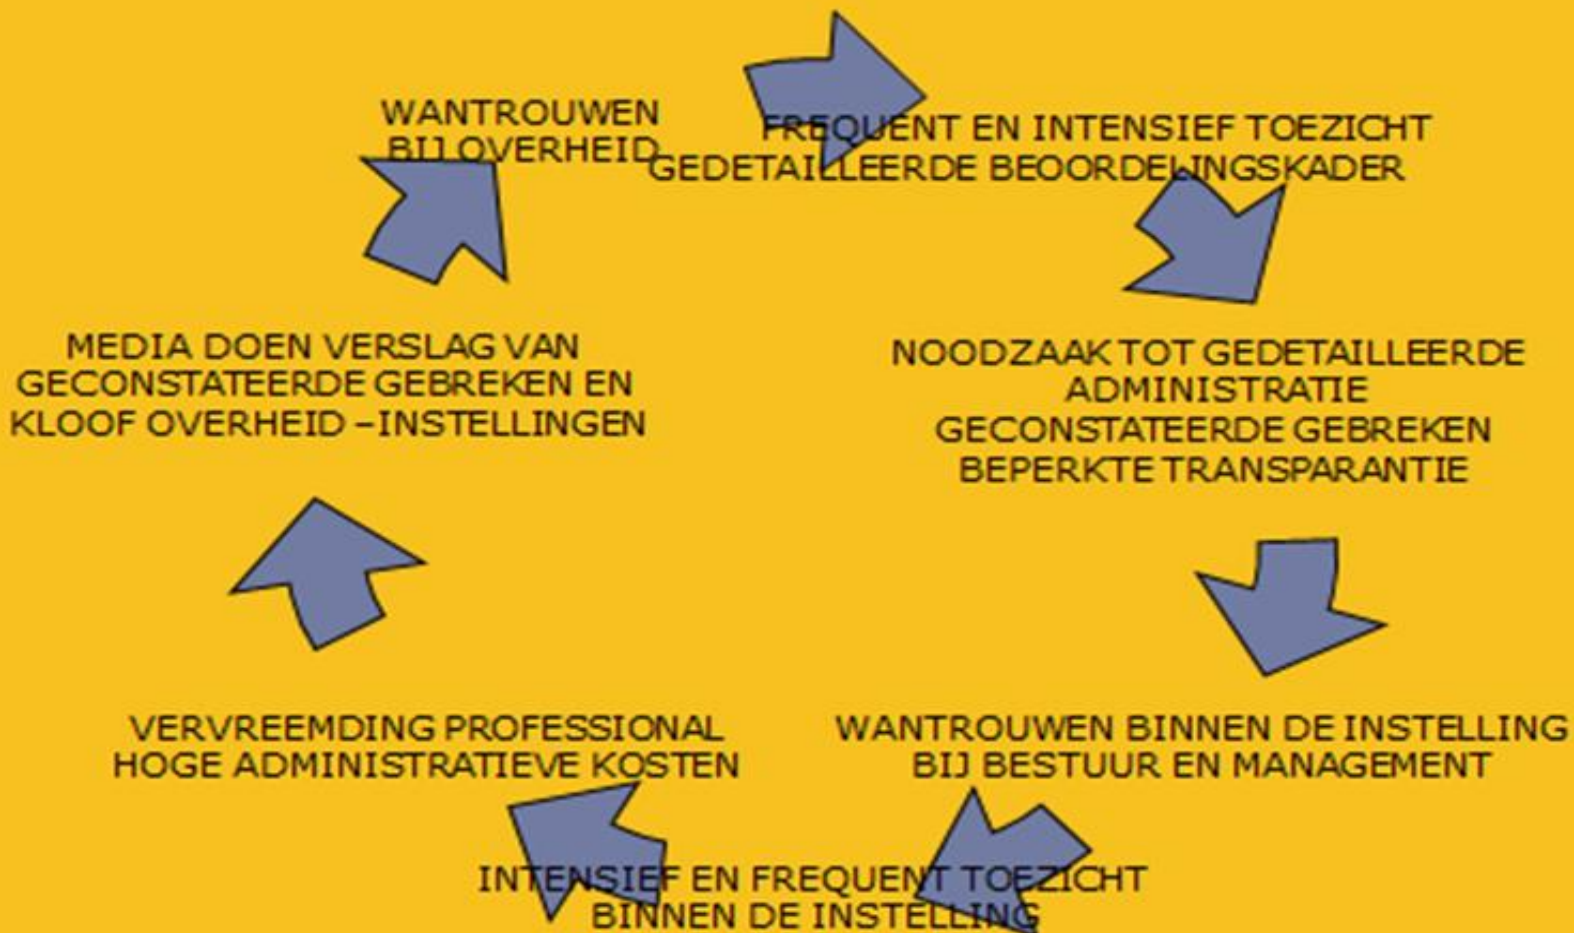 WANTROUWEN
BIJ OVERHEID
FREQUENT EN INTENSIEF TOEZICHT
GEDETAILLEERDE BEOORDELINGSKADER
NOODZAAK TOT GEDETAILLEERDE
ADMINISTRATIE
GECONSTATEERDE GEBREKEN
BEPERKTE TRANSPARANTIE
WANTROUWEN BINNEN DE INSTELLING
BIJ BESTUUR EN MANAGEMENT
INTENSIEF EN FREQUENT TOEZICHT
BINNEN DE INSTELLING
VERVREEMDING PROFESSIONAL
HOGE ADMINISTRATIEVE KOSTEN
MEDIA DOEN VERSLAG VAN
GECONSTATEERDE GEBREKEN EN
KLOOF OVERHEID –INSTELLINGEN